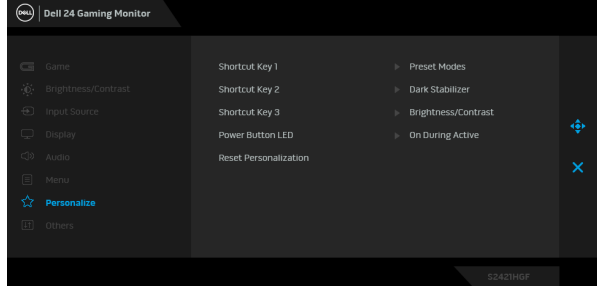 DELL Dell 24 Gaming Monitor
Game
Brightness/Contrast
Input Source
Display
Audio
Menu
Personalize
Others
Shortcut Key 1 Preset Modes
Shortcut Key 2 Dark Stabilizer
Shortcut Key 3 Brightness/Contrast
Power Button LED On During Active
Reset Personalization
S2421HGF